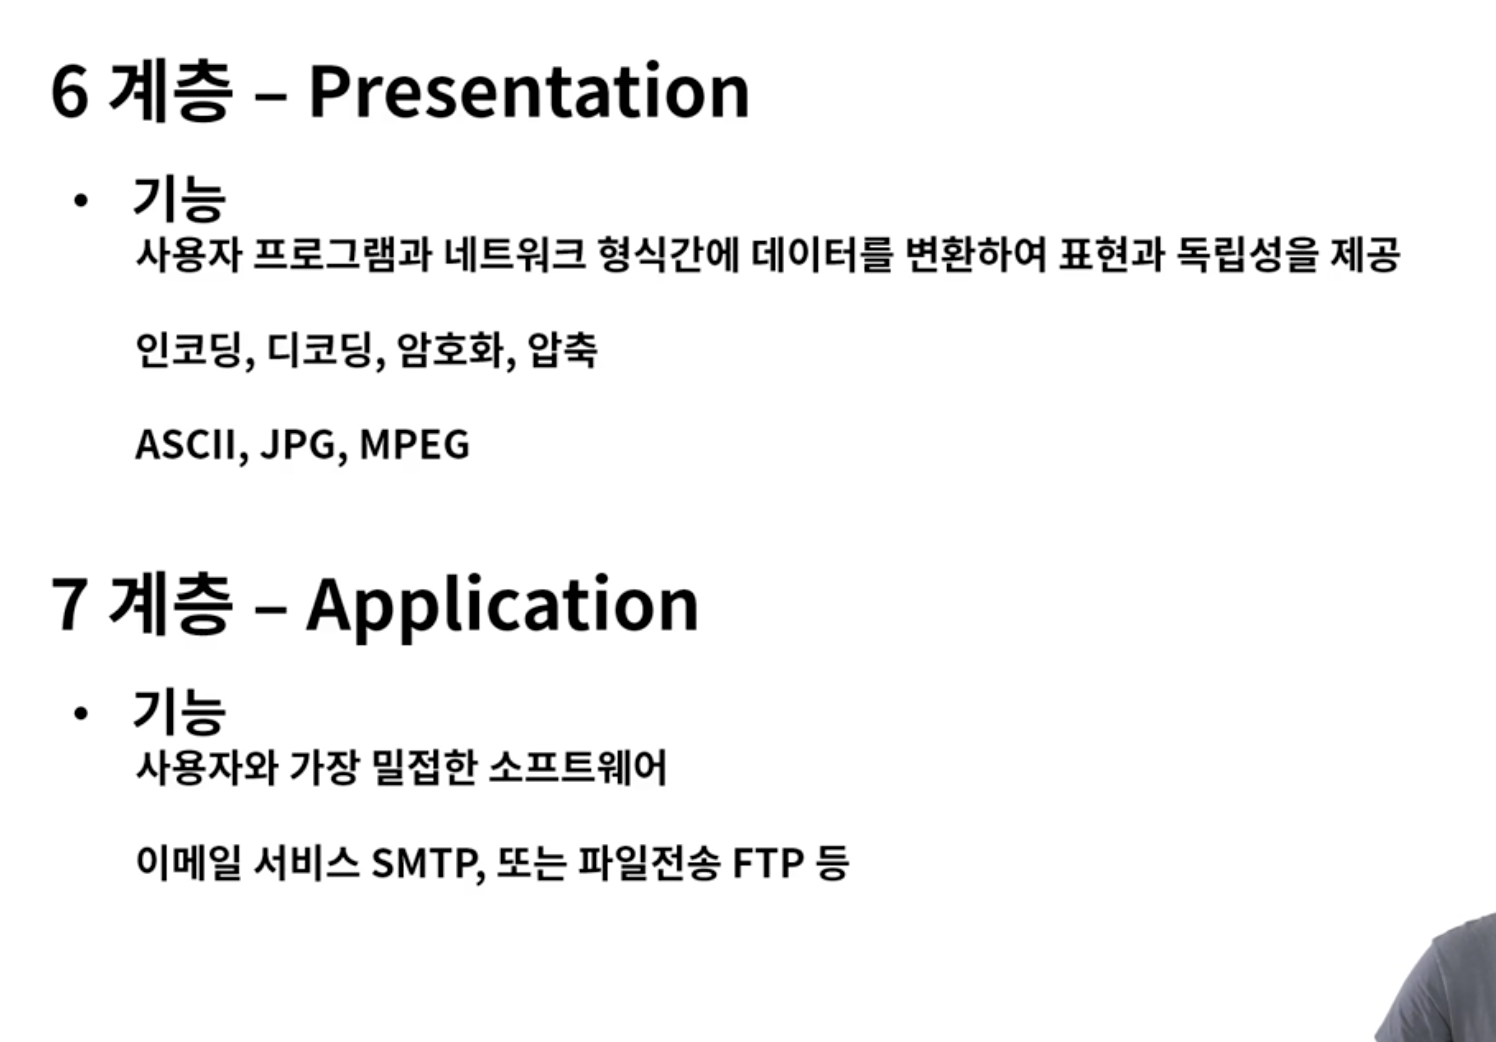 6 계층 – Presentation
• 기능
사용자 프로그램과 네트워크 형식간에 데이터를 변환하여 표현과 독립성을 제공
인코딩, 디코딩, 암호화, 압축
ASCII, JPG, MPEG
7 계층 – Application
• 기능
사용자와 가장 밀접한 소프트웨어
이메일 서비스 SMTP, 또는 파일전송 FTP 등